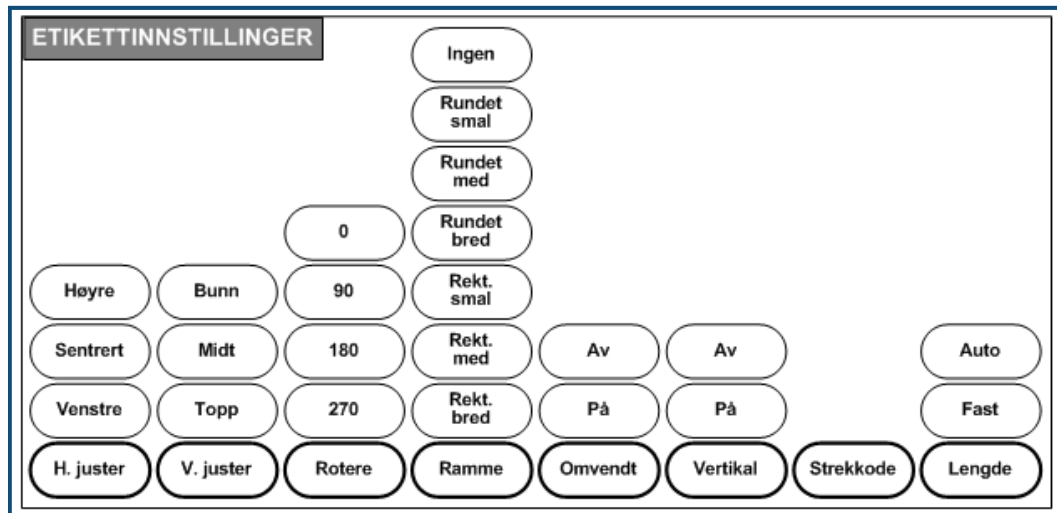 ETIKETTINNSTILLINGER
Ingen
Rundet
smal
Rundet
med
Rundet
bred
0
Høyre
Bunn
90
Rekt.
smal
Sentrert
Midt
180
Rekt.
med
Av
Av
Auto
Venstre
Topp
270
Rekt.
bred
På
På
Fast
H. juster
V. juster
Rotere
Ramme
Omvendt
Vertikal
Strekkode
Lengde